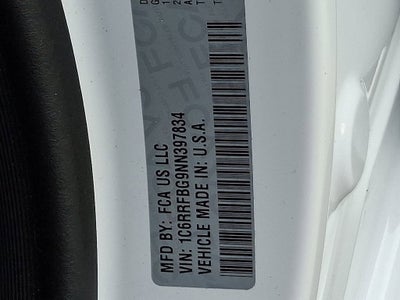 MFD BY: FCA US LLC
VIN: 1C6RRFBG9NN397834
VEHICLE MADE IN: U.S.A.